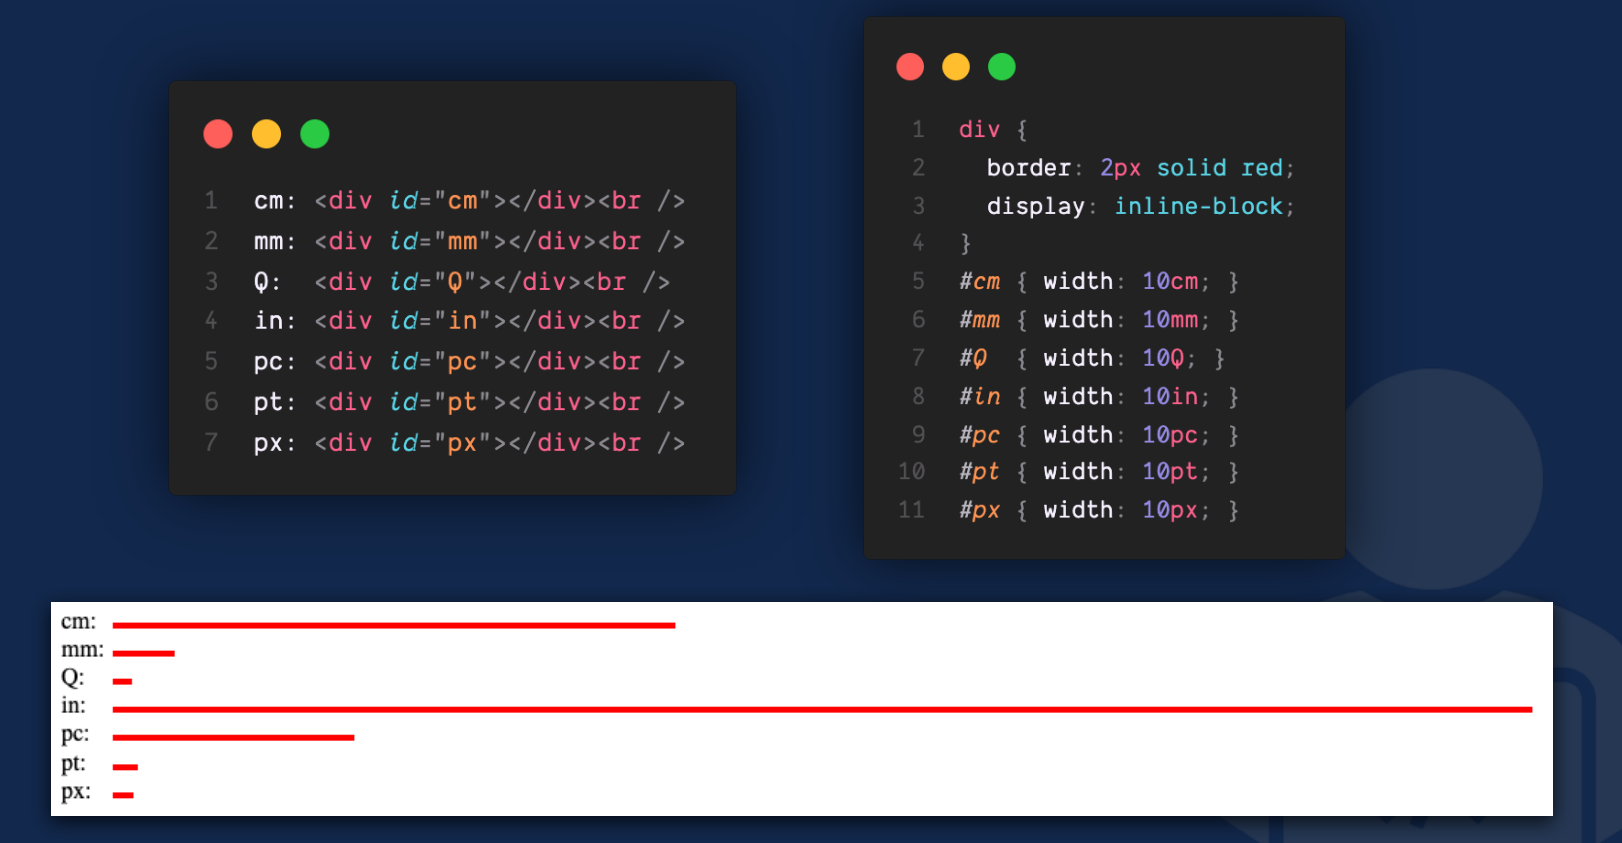 1 cm: <div id="cm"></div><br />
2 mm: <div id="mm"></div><br />
3 Q:  <div id="Q"></div><br />
4 in: <div id="in"></div><br />
5 pc: <div id="pc"></div><br />
6 pt: <div id="pt"></div><br />
7 px: <div id="px"></div><br />
1 div {
2   border: 2px solid red;
3   display: inline-block;
4 }
5 #cm { width: 10cm; }
6 #mm { width: 10mm; }
7 #Q  { width: 10Q; }
8 #in { width: 10in; }
9 #pc { width: 10pc; }
10 #pt { width: 10pt; }
11 #px { width: 10px; }
cm:
mm:
Q:
in:
pc:
pt:
px: